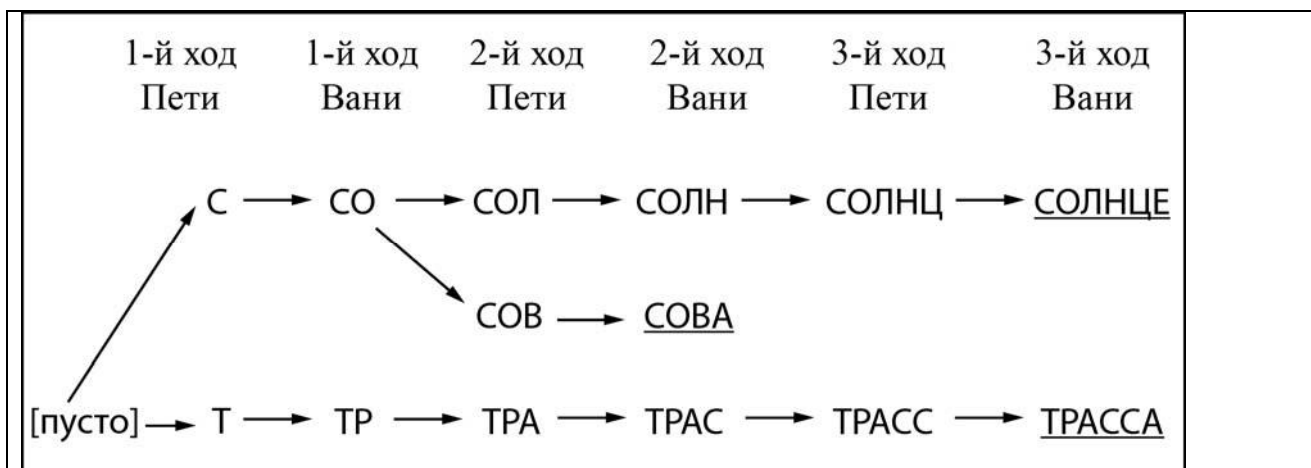 1-й ход 1-й ход 2-й ход 2-й ход 3-й ход 3-й ход
Пети Вани Пети Вани Пети Вани
С СО СОЛ СОЛН СОЛНЦ СОЛНЦЕ
СОВ СОВА
[пусто] Т ТР ТРА ТРАС ТРАСС ТРАССА